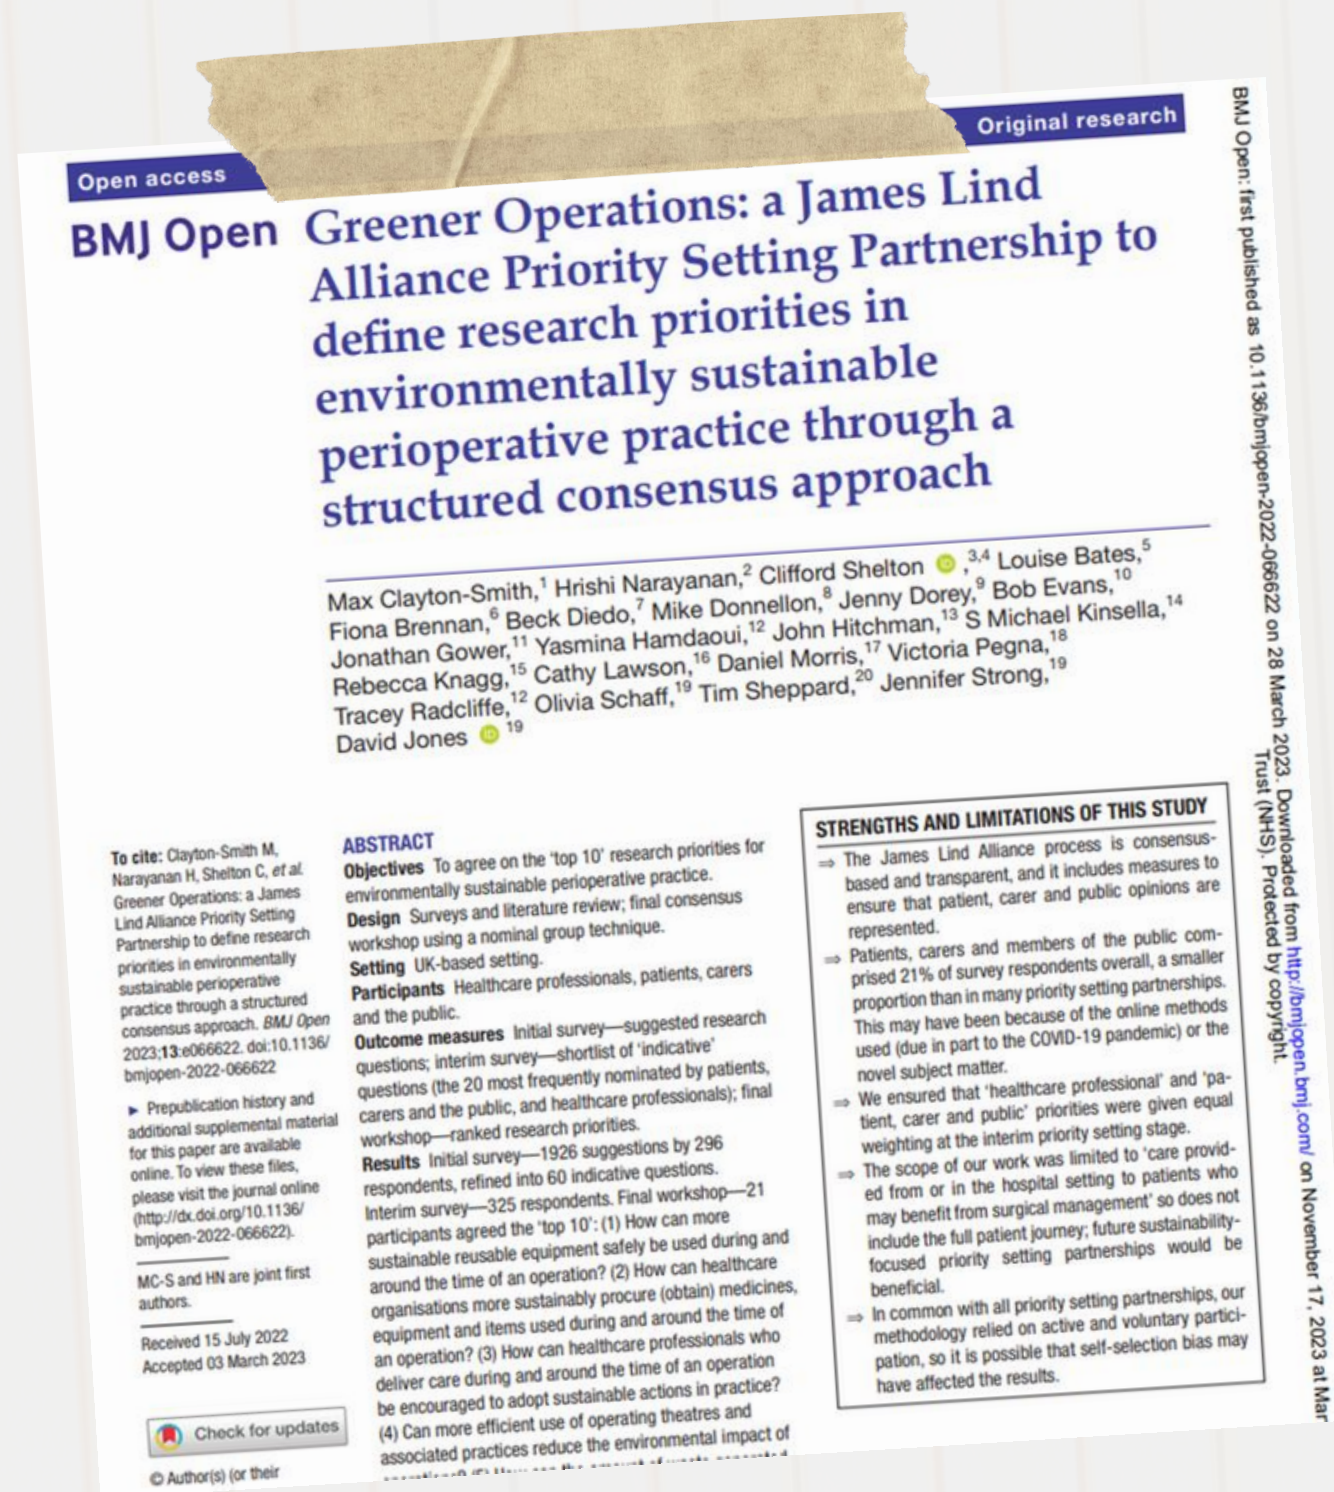 Open access
Original research
BMJ Open
Greener Operations: a James Lind
Alliance Priority Setting Partnership to
define research priorities in
environmentally sustainable
perioperative practice through a
structured consensus approach
Max Clayton-Smith,1 Hrishi Narayanan,2 Clifford Shelton iD ,3,4 Louise Bates,5
Fiona Brennan,6 Beck Diedo,7 Mike Donnellon,8 Jenny Dorey,9 Bob Evans,10
Jonathan Gower,11 Yasmina Hamdaoui,12 John Hitchman,13 S Michael Kinsella,14
Rebecca Knagg,15 Cathy Lawson,16 Daniel Morris,17 Victoria Pegna,18
Tracey Radcliffe,12 Olivia Schaff,19 Tim Sheppard,20 Jennifer Strong,19
David Jones iD 19
To cite: Clayton-Smith M,
Narayanan H, Shelton C, et al.
Greener Operations: a James
Lind Alliance Priority Setting
Partnership to define research
priorities in environmentally
sustainable perioperative
practice through a structured
consensus approach. BMJ Open
2023;13:e066622. doi:10.1136/
bmjopen-2022-066622
► Prepublication history and
additional supplemental material
for this paper are available
online. To view these files,
please visit the journal online
(http://dx.doi.org/10.1136/
bmjopen-2022-066622).
MC-S and HN are joint first
authors.
Received 15 July 2022
Accepted 03 March 2023
Check for updates
© Author(s) (or their
ABSTRACT
Objectives To agree on the ‘top 10’ research priorities for
environmentally sustainable perioperative practice.
Design Surveys and literature review; final consensus
workshop using a nominal group technique.
Setting UK-based setting.
Participants Healthcare professionals, patients, carers
and the public.
Outcome measures Initial survey—suggested research
questions; interim survey—shortlist of ‘indicative’
questions (the 20 most frequently nominated by patients,
carers and the public, and healthcare professionals); final
workshop—ranked research priorities.
Results Initial survey—1926 suggestions by 296
respondents, refined into 60 indicative questions.
Interim survey—325 respondents. Final workshop—21
participants agreed the ‘top 10’: (1) How can more
sustainable reusable equipment safely be used during and
around the time of an operation? (2) How can healthcare
organisations more sustainably procure (obtain) medicines,
equipment and items used during and around the time of
an operation? (3) How can healthcare professionals who
deliver care during and around the time of an operation
be encouraged to adopt sustainable actions in practice?
(4) Can more efficient use of operating theatres and
associated practices reduce the environmental impact of
STRENGTHS AND LIMITATIONS OF THIS STUDY
⇒ The James Lind Alliance process is consensus-
based and transparent, and it includes measures to
ensure that patient, carer and public opinions are
represented.
⇒ Patients, carers and members of the public com-
prised 21% of survey respondents overall, a smaller
proportion than in many priority setting partnerships.
This may have been because of the online methods
used (due in part to the COVID-19 pandemic) or the
novel subject matter.
⇒ We ensured that ‘healthcare professional’ and ‘pa-
tient, carer and public’ priorities were given equal
weighting at the interim priority setting stage.
⇒ The scope of our work was limited to ‘care provid-
ed from or in the hospital setting to patients who
may benefit from surgical management’ so does not
include the full patient journey; future sustainability-
focused priority setting partnerships would be
beneficial.
⇒ In common with all priority setting partnerships, our
methodology relied on active and voluntary partici-
pation, so it is possible that self-selection bias may
have affected the results.
BMJ Open: first published as 10.1136/bmjopen-2022-066622 on 28 March 2023. Downloaded from http://bmjopen.bmj.com/ on November 17, 2023 at Mar
Trust (NHS). Protected by copyright.